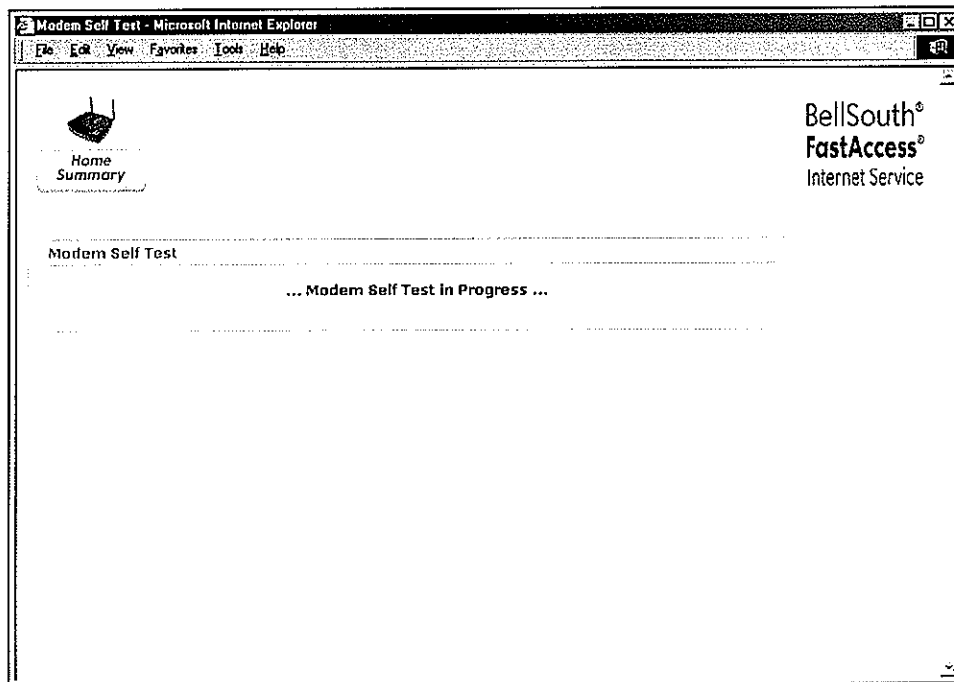 Modem Self Test - Microsoft Internet Explorer
File Edit View Favorites Tools Help
Home
Summary
BellSouth®
FastAccess®
Internet Service
Modem Self Test
... Modem Self Test in Progress ...